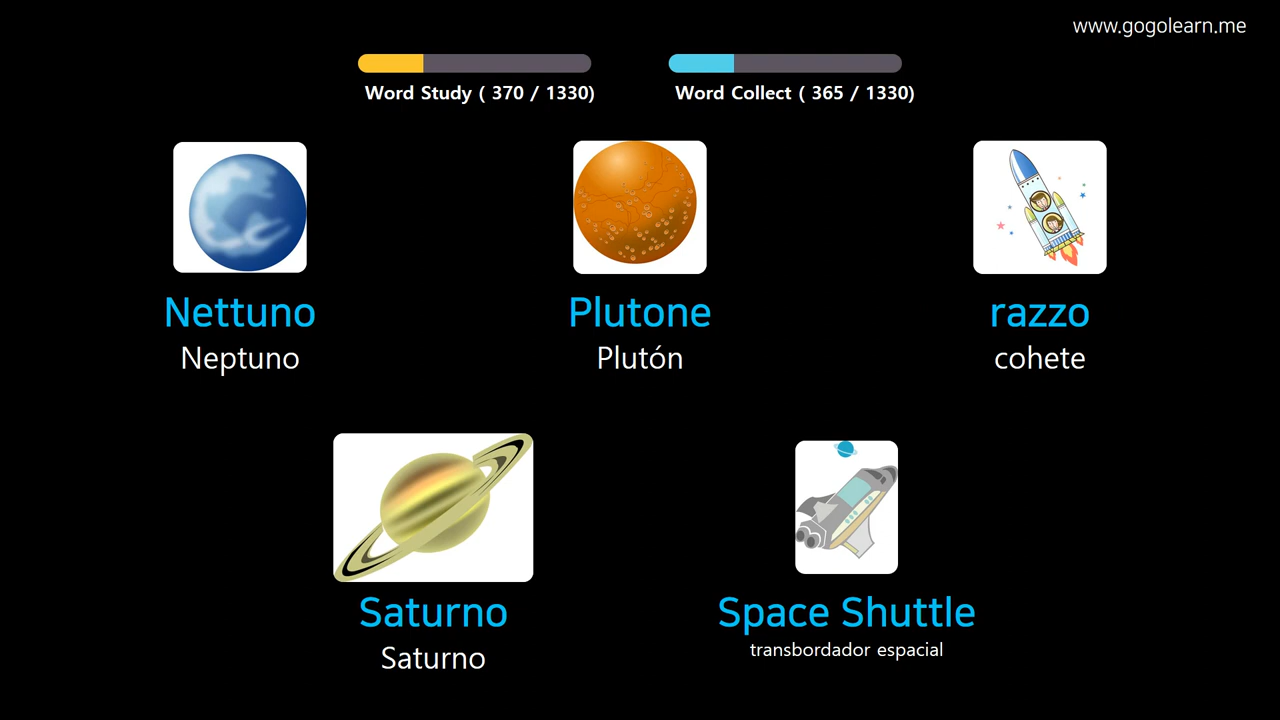 www.gogolearn.me
Word Study ( 370 / 1330)
Word Collect ( 365 / 1330)
Nettuno
Neptuno
Plutone
Plutón
razzo
cohete
Saturno
Saturno
Space Shuttle
transbordador espacial